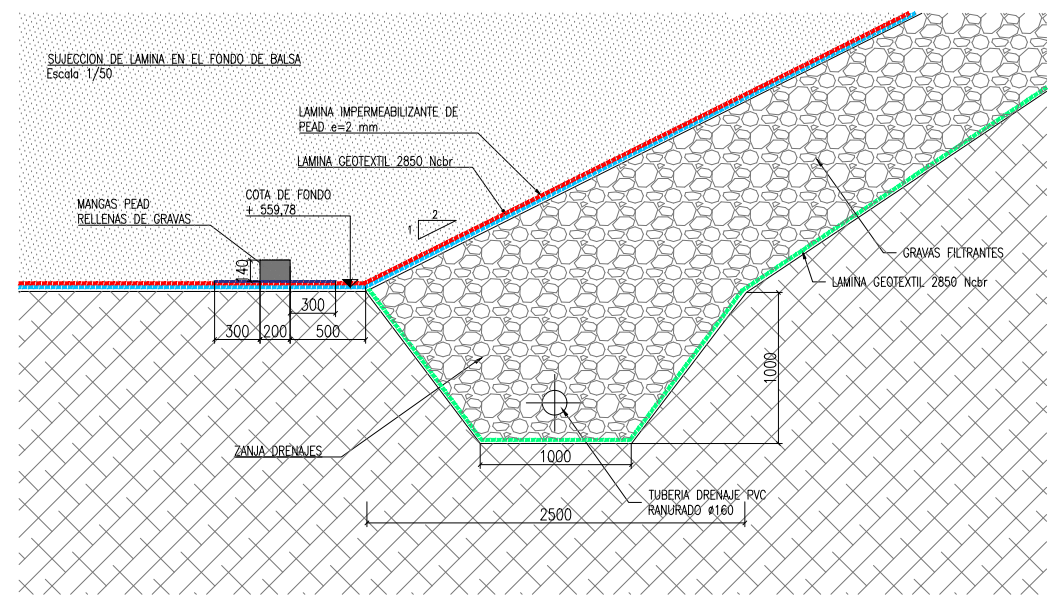 SUJECCION DE LAMINA EN EL FONDO DE BALSA
Escala 1/50
LAMINA IMPERMEABILIZANTE DE
PEAD e=2 mm
LAMINA GEOTEXTIL 2850 Ncbr
MANGAS PEAD
RELLENAS DE GRAVAS
COTA DE FONDO
+ 559,78
2
1
140
GRAVAS FILTRANTES
LAMINA GEOTEXTIL 2850 Ncbr
300
300
200
500
1000
ZANJA DRENAJES
1000
TUBERIA DRENAJE PVC
RANURADO ø160
2500